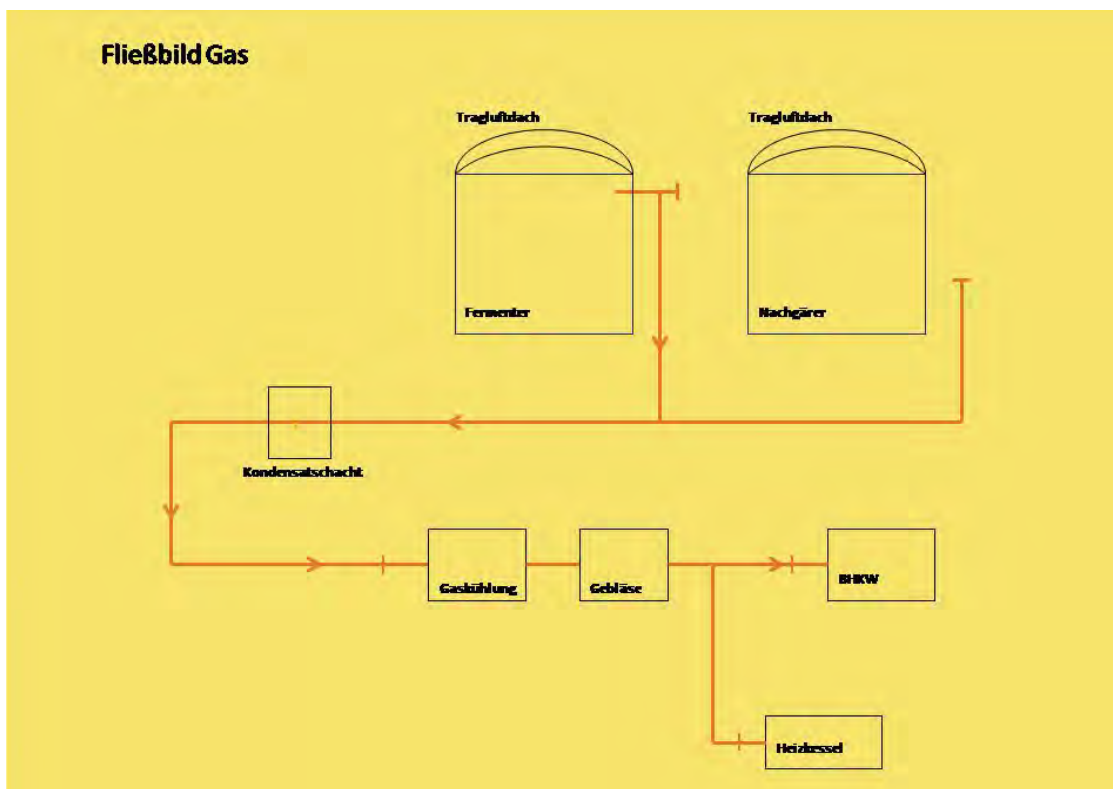 Fließbild Gas
Tragluftdach
Tragluftdach
Fermenter
Nachgärer
Kondensatschacht
Gaskühlung
Gebläse
BHKW
Heizkessel